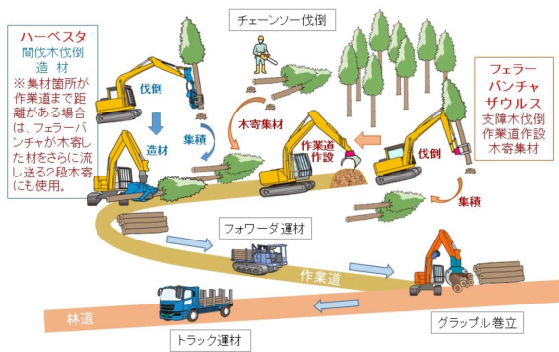 チェーンソー伐倒
ハーベスタ
間伐木伐倒
造材
※集材箇所が
作業道まで距
離がある場合
は、フェラーバ
ンチャが木寄し
た材をさらに流
し送る2段木寄
にも使用。
フェラー
バンチャ
ザウルス
支障木伐倒
作業道作設
木寄集材
伐倒
木寄集材
造材
集積
作業道
作設
伐倒
集積
フォワーダ運材
作業道
林道
トラック運材
グラップル巻立